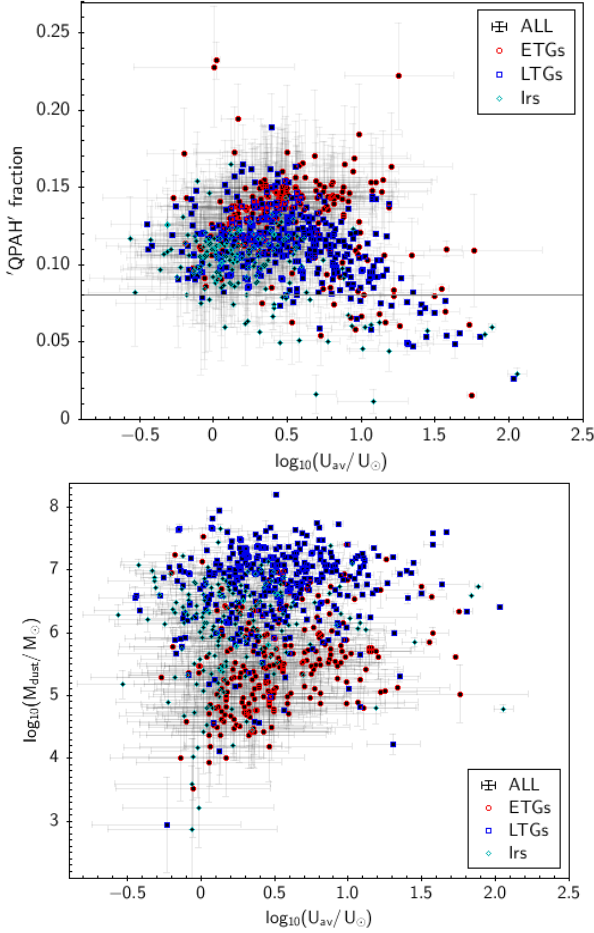 0.25
0.20
0.15
0.10
0.05
0
'QPAH' fraction
ALL
ETGs
LTGs
Irs
−0.5 0 0.5 1.0 1.5 2.0 2.5
log₁₀(Uₐᵥ/ U☉)
8
7
6
5
4
3
log₁₀(M_dust/ M☉)
ALL
ETGs
LTGs
Irs
−0.5 0 0.5 1.0 1.5 2.0 2.5
log₁₀(Uₐᵥ/ U☉)